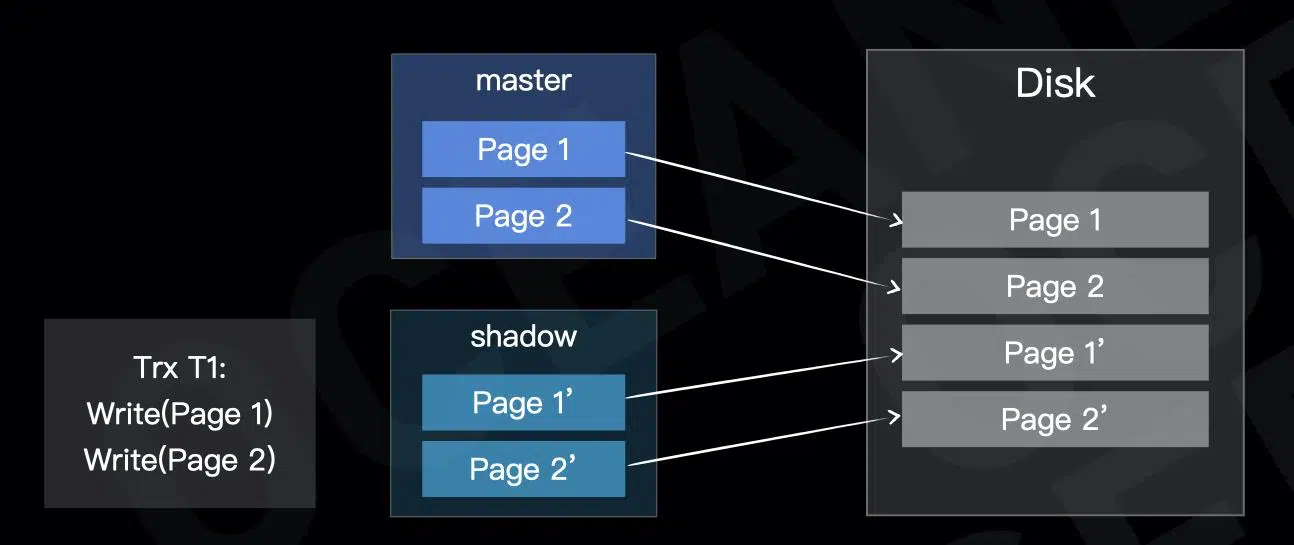 master
Page 1
Page 2
shadow
Page 1’
Page 2’
Trx T1:
Write(Page 1)
Write(Page 2)
Disk
Page 1
Page 2
Page 1’
Page 2’